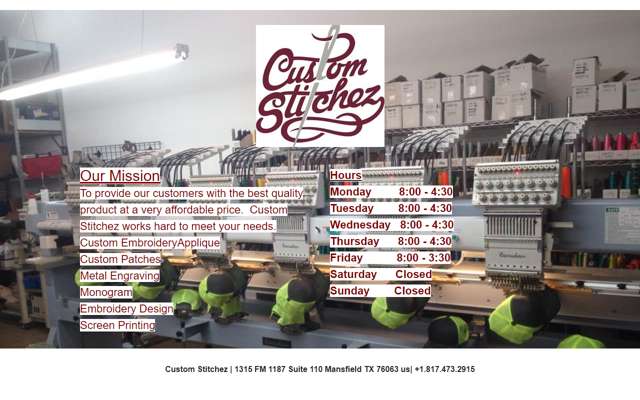 Custom
Stitchez
Our Mission
To provide our customers with the best quality
product at a very affordable price.  Custom
Stitchez works hard to meet your needs.
Custom EmbroideryApplique
Custom Patches
Metal Engraving
Monogram
Embroidery Design
Screen Printing
Hours
Monday 8:00 - 4:30
Tuesday 8:00 - 4:30
Wednesday 8:00 - 4:30
Thursday 8:00 - 4:30
Friday 8:00 - 3:30
Saturday Closed
Sunday Closed
Custom Stitchez | 1315 FM 1187 Suite 110 Mansfield TX 76063 us| +1.817.473.2915